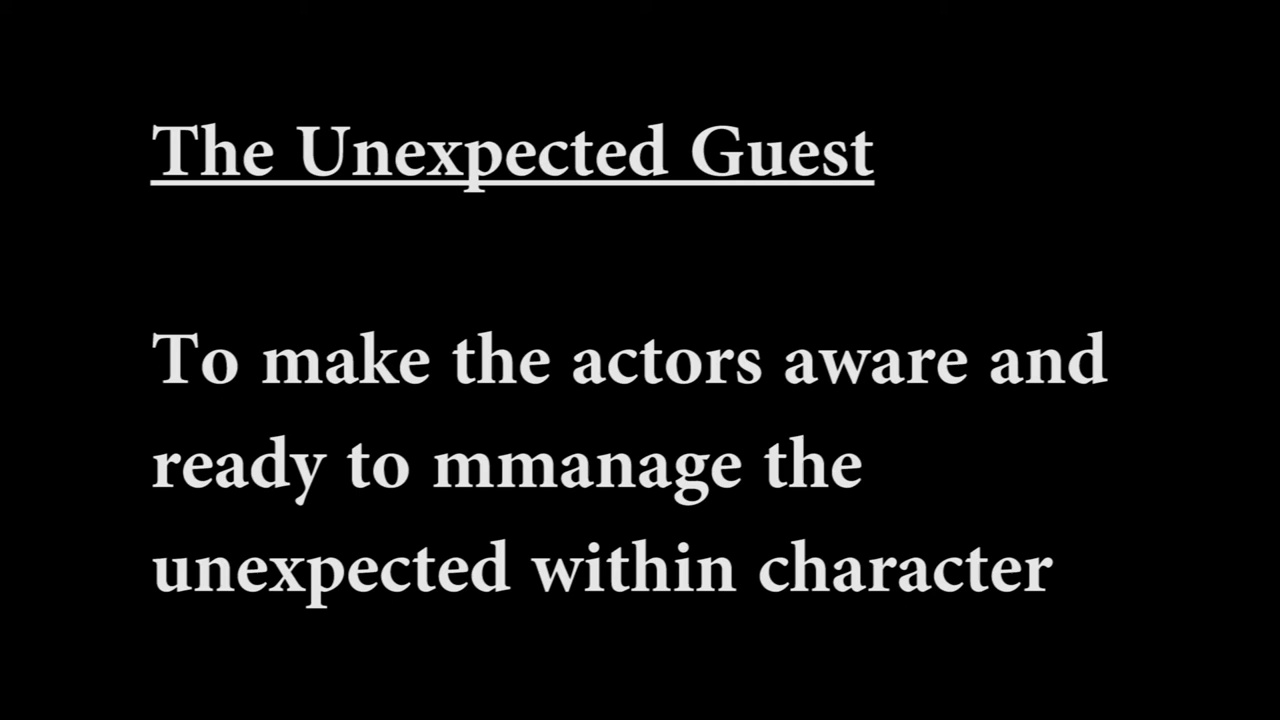 The Unexpected Guest
To make the actors aware and
ready to mmanage the
unexpected within character